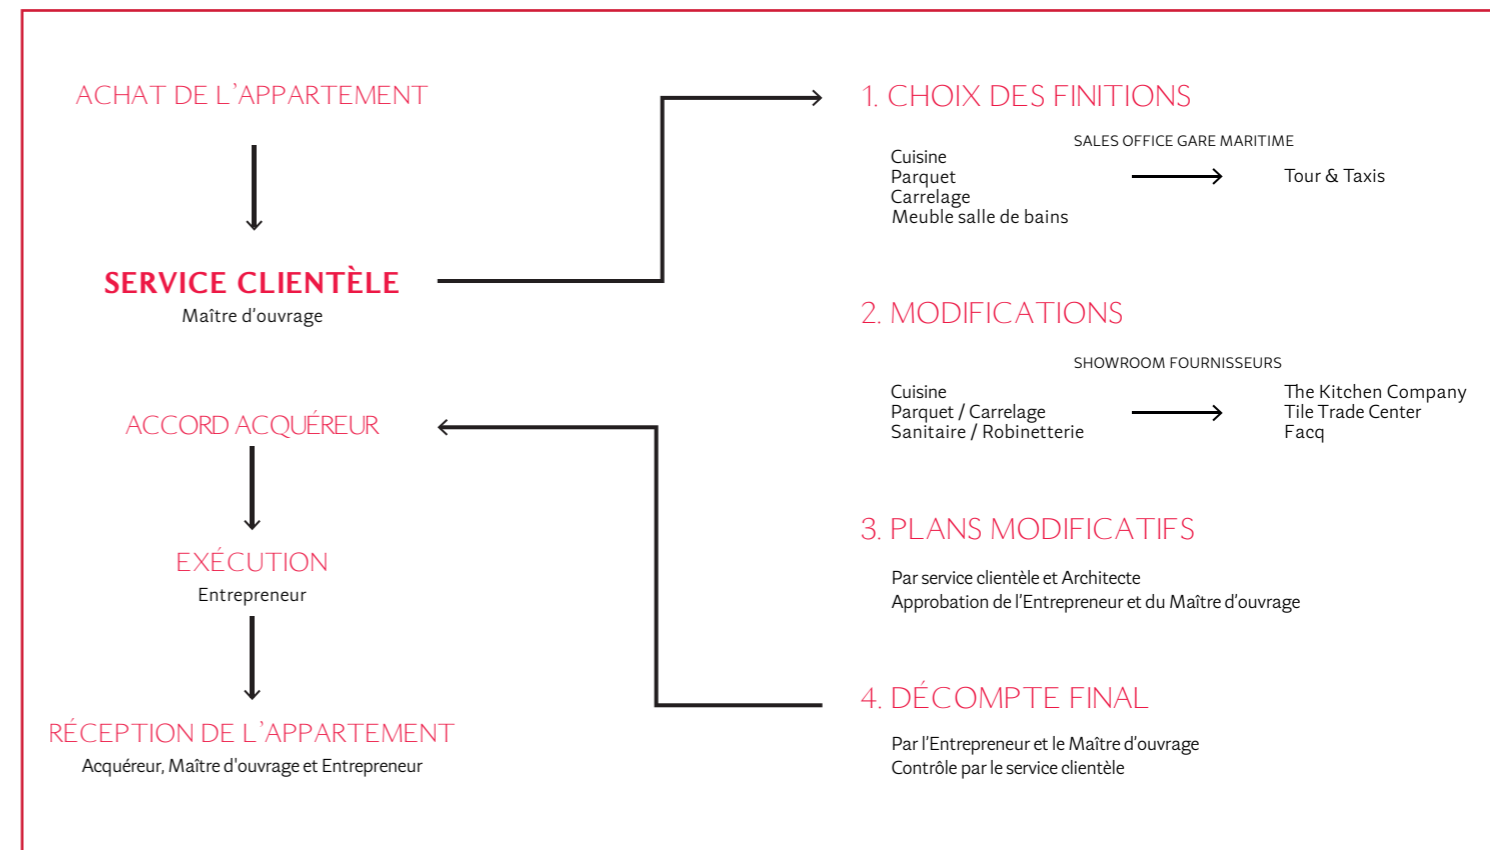 ACHAT DE L’APPARTEMENT
SERVICE CLIENTÈLE
Maître d'ouvrage
1. CHOIX DES FINITIONS
SALES OFFICE GARE MARITIME
Cuisine
Parquet
Carrelage
Meuble salle de bains
Tour & Taxis
2. MODIFICATIONS
SHOWROOM FOURNISSEURS
Cuisine
Parquet / Carrelage
Sanitaire / Robinetterie
The Kitchen Company
Tile Trade Center
Facq
3. PLANS MODIFICATIFS
Par service clientèle et Architecte
Approbation de l’Entrepreneur et du Maître d’ouvrage
4. DÉCOMPTE FINAL
Par l’Entrepreneur et le Maître d’ouvrage
Contrôle par le service clientèle
ACCORD ACQUÉREUR
EXÉCUTION
Entrepreneur
RÉCEPTION DE L’APPARTEMENT
Acquéreur, Maître d'ouvrage et Entrepreneur